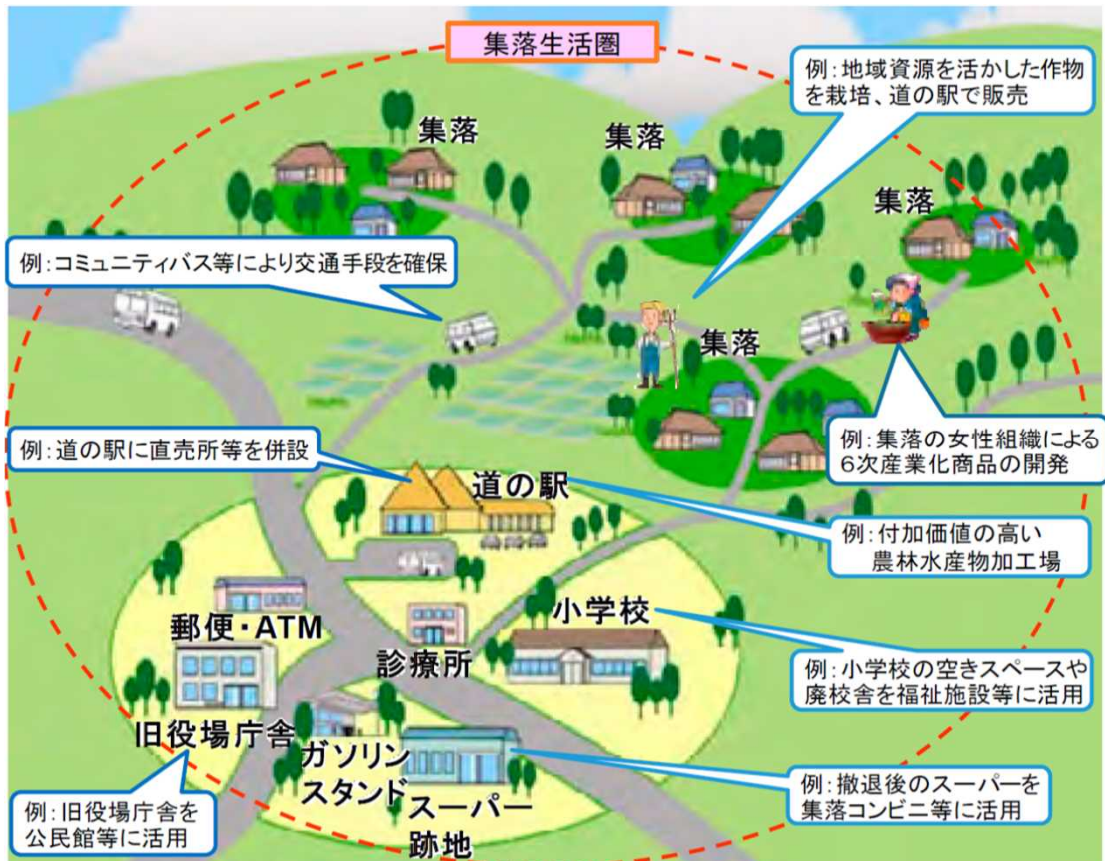 集落生活圏
例：地域資源を活かした作物
を栽培、道の駅で販売
集落
集落
集落
例：コミュニティバス等により交通手段を確保
集落
例：道の駅に直売所等を併設
例：集落の女性組織による
６次産業化商品の開発
道の駅
例：付加価値の高い
農林水産物加工場
小学校
郵便・ATM
診療所
例：小学校の空きスペースや
廃校舎を福祉施設等に活用
旧役場庁舎
ガソリン
スタンド
スーパー
跡地
例：撤退後のスーパーを
集落コンビニ等に活用
例：旧役場庁舎を
公民館等に活用